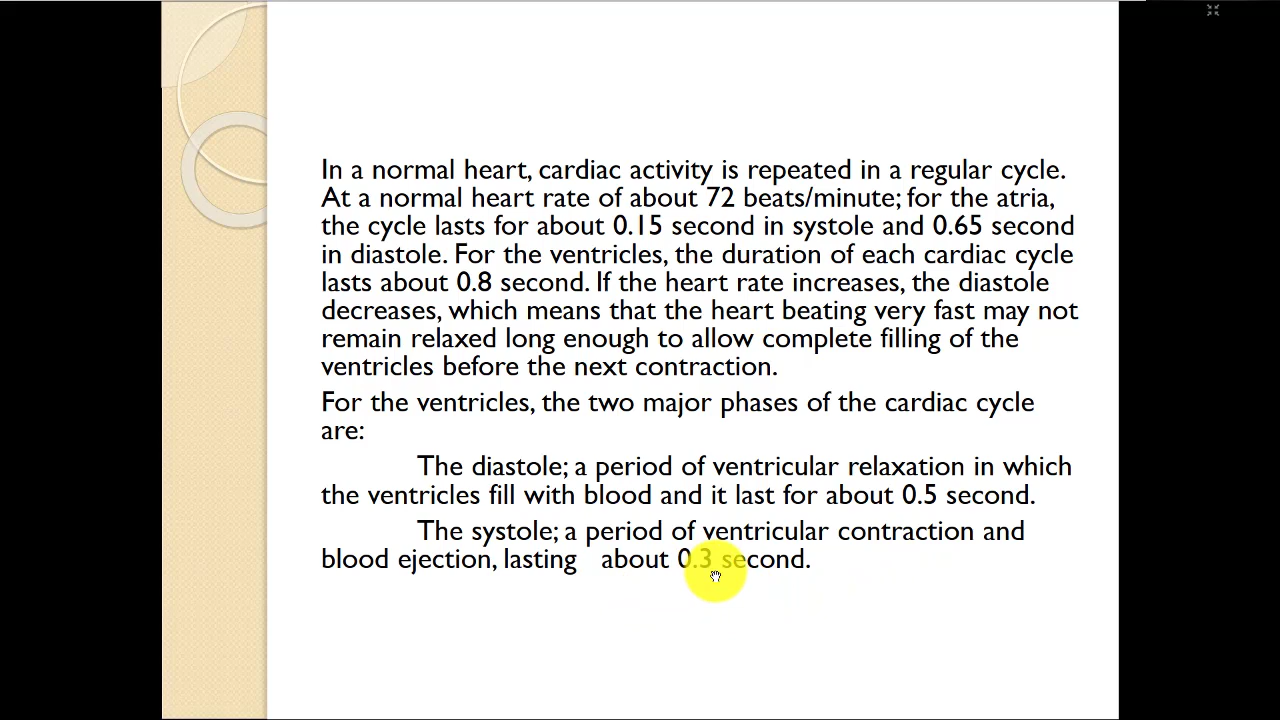 In a normal heart, cardiac activity is repeated in a regular cycle.
At a normal heart rate of about 72 beats/minute; for the atria,
the cycle lasts for about 0.15 second in systole and 0.65 second
in diastole. For the ventricles, the duration of each cardiac cycle
lasts about 0.8 second. If the heart rate increases, the diastole
decreases, which means that the heart beating very fast may not
remain relaxed long enough to allow complete filling of the
ventricles before the next contraction.
For the ventricles, the two major phases of the cardiac cycle
are:
The diastole; a period of ventricular relaxation in which
the ventricles fill with blood and it last for about 0.5 second.
The systole; a period of ventricular contraction and
blood ejection, lasting about 0.3 second.